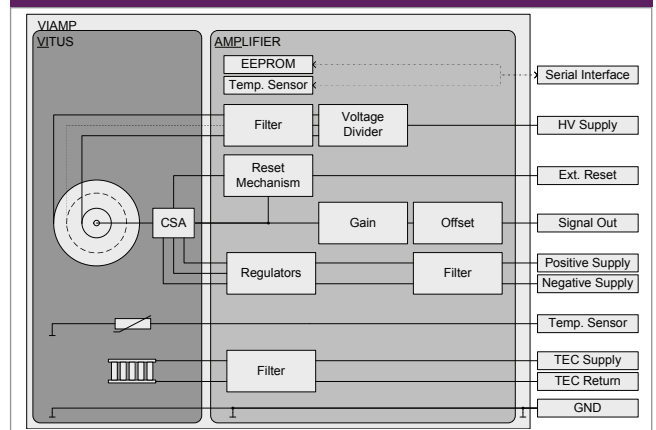 VIAMP
VITUS
AMPLIFIER
EEPROM
Temp. Sensor
Serial Interface
Filter
Voltage
Divider
HV Supply
Reset
Mechanism
Ext. Reset
CSA
Gain
Offset
Signal Out
Regulators
Filter
Positive Supply
Negative Supply
Temp. Sensor
Filter
TEC Supply
TEC Return
GND